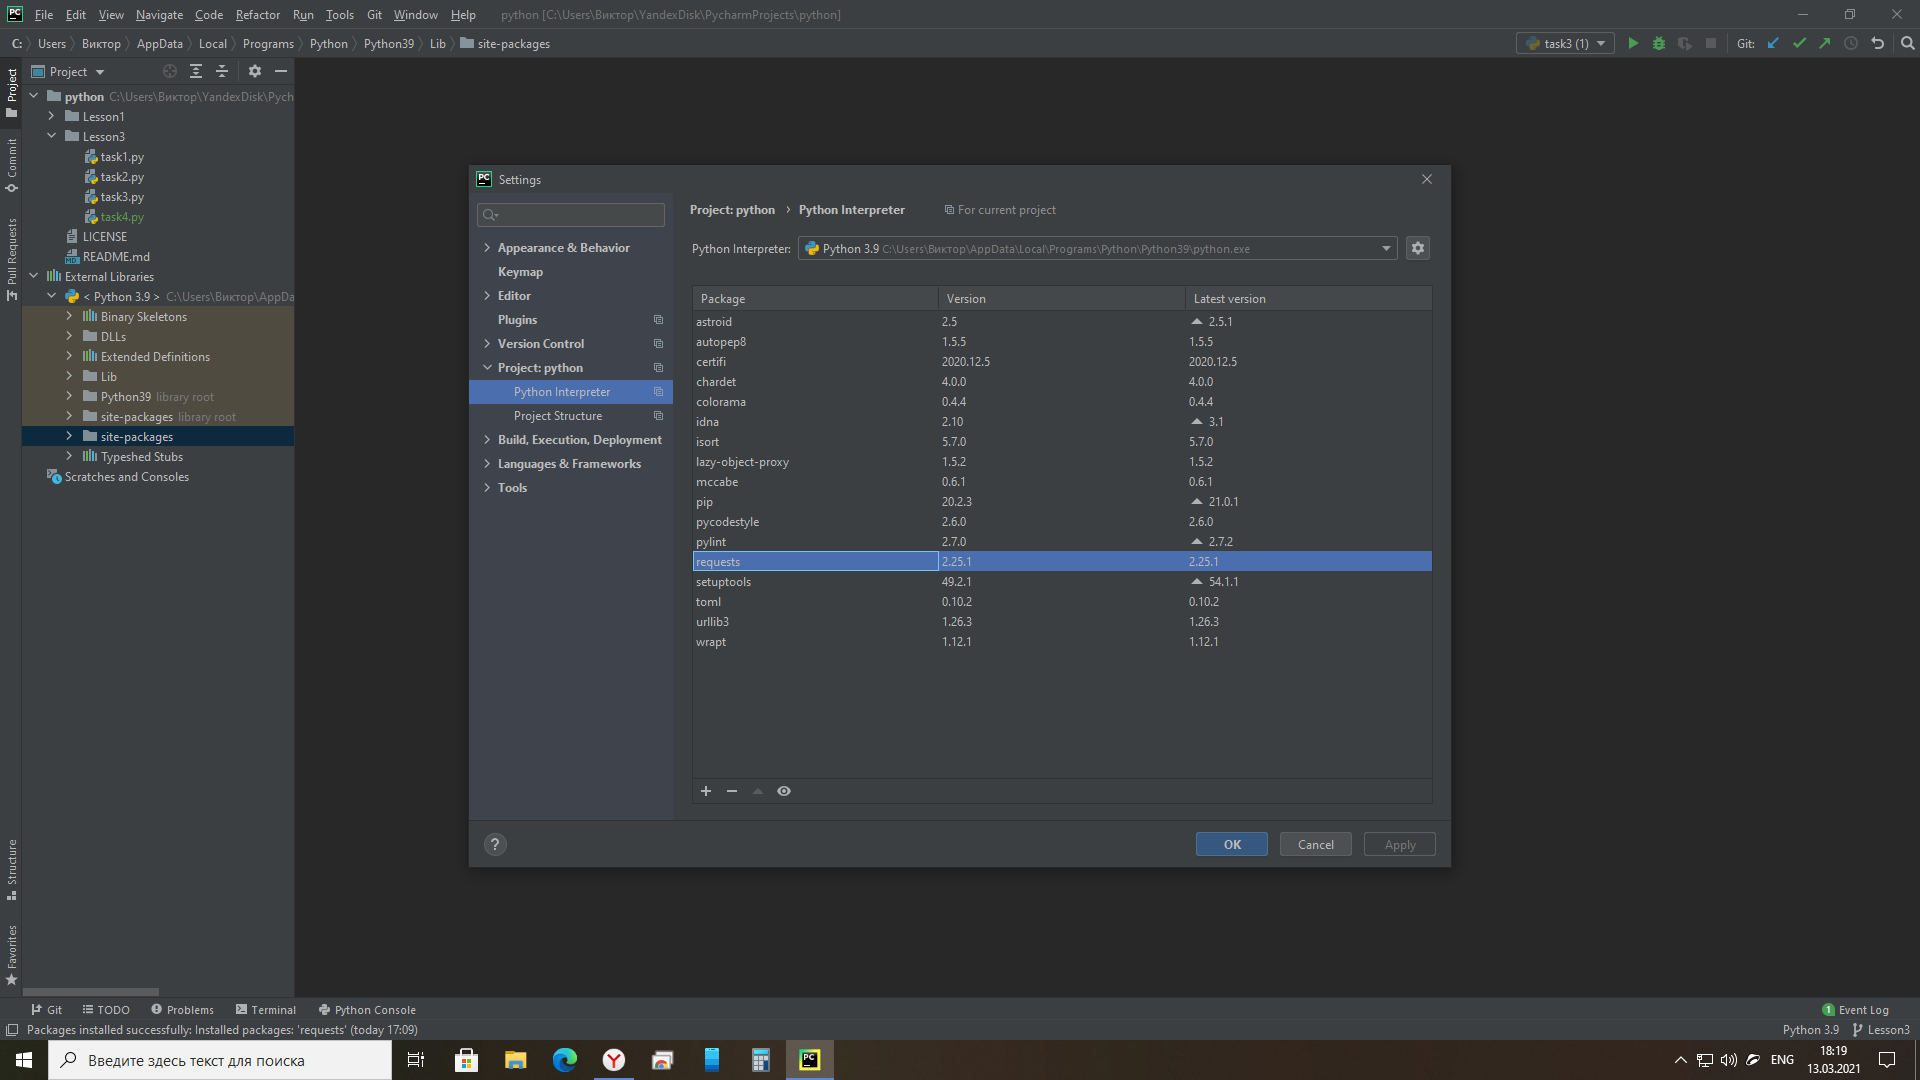 PC File Edit View Navigate Code Refactor Run Tools Git Window Help python [C:\Users\Виктор\YandexDisk\PycharmProjects\python]
C: Users Виктор AppData Local Programs Python Python39 Lib site-packages task3 (1) Git:
Project
Commit
Pull Requests
Structure
Favorites
Project
python C:\Users\Виктор\YandexDisk\Pych
Lesson1
Lesson3
task1.py
task2.py
task3.py
task4.py
LICENSE
README.md
External Libraries
< Python 3.9 > C:\Users\Виктор\AppDa
Binary Skeletons
DLLs
Extended Definitions
Lib
Python39 library root
site-packages library root
site-packages
Typeshed Stubs
Scratches and Consoles
PC Settings
Appearance & Behavior
Keymap
Editor
Plugins
Version Control
Project: python
Python Interpreter
Project Structure
Build, Execution, Deployment
Languages & Frameworks
Tools
Project: python › Python Interpreter For current project
Python Interpreter: Python 3.9 C:\Users\Виктор\AppData\Local\Programs\Python\Python39\python.exe
Package Version Latest version
astroid 2.5 2.5.1
autopep8 1.5.5 1.5.5
certifi 2020.12.5 2020.12.5
chardet 4.0.0 4.0.0
colorama 0.4.4 0.4.4
idna 2.10 3.1
isort 5.7.0 5.7.0
lazy-object-proxy 1.5.2 1.5.2
mccabe 0.6.1 0.6.1
pip 20.2.3 21.0.1
pycodestyle 2.6.0 2.6.0
pylint 2.7.0 2.7.2
requests 2.25.1 2.25.1
setuptools 49.2.1 54.1.1
toml 0.10.2 0.10.2
urllib3 1.26.3 1.26.3
wrapt 1.12.1 1.12.1
? OK Cancel Apply
Git TODO Problems Terminal Python Console 1 Event Log
Packages installed successfully: Installed packages: 'requests' (today 17:09) Python 3.9 Lesson3
Введите здесь текст для поиска
PC
ENG
18:19
13.03.2021